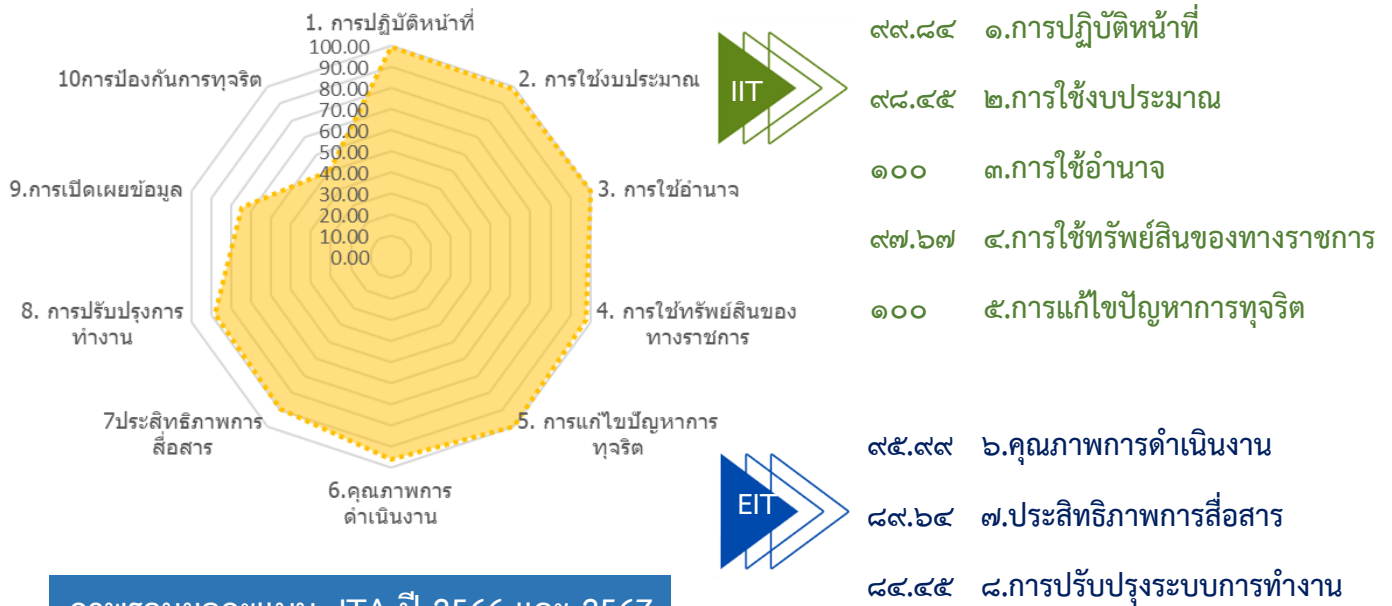 1. การปฏิบัติหน้าที่
100.00
90.00
80.00
70.00
60.00
50.00
40.00
30.00
20.00
10.00
0.00
2. การใช้งบประมาณ
3. การใช้อำนาจ
4. การใช้ทรัพย์สินของ
ทางราชการ
5. การแก้ไขปัญหาการ
ทุจริต
6.คุณภาพการ
ดำเนินงาน
7ประสิทธิภาพการ
สื่อสาร
8. การปรับปรุงการ
ทำงาน
9.การเปิดเผยข้อมูล
10การป้องกันการทุจริต
IIT
๙๙.๘๔ ๑.การปฏิบัติหน้าที่
๙๘.๔๕ ๒.การใช้งบประมาณ
๑๐๐ ๓.การใช้อำนาจ
๙๗.๖๗ ๔.การใช้ทรัพย์สินของทางราชการ
๑๐๐ ๕.การแก้ไขปัญหาการทุจริต
EIT
๙๕.๙๙ ๖.คุณภาพการดำเนินงาน
๘๙.๖๔ ๗.ประสิทธิภาพการสื่อสาร
๘๔.๔๕ ๘.การปรับปรุงระบบการทำงาน
ITA ปี 2566 และ 2567